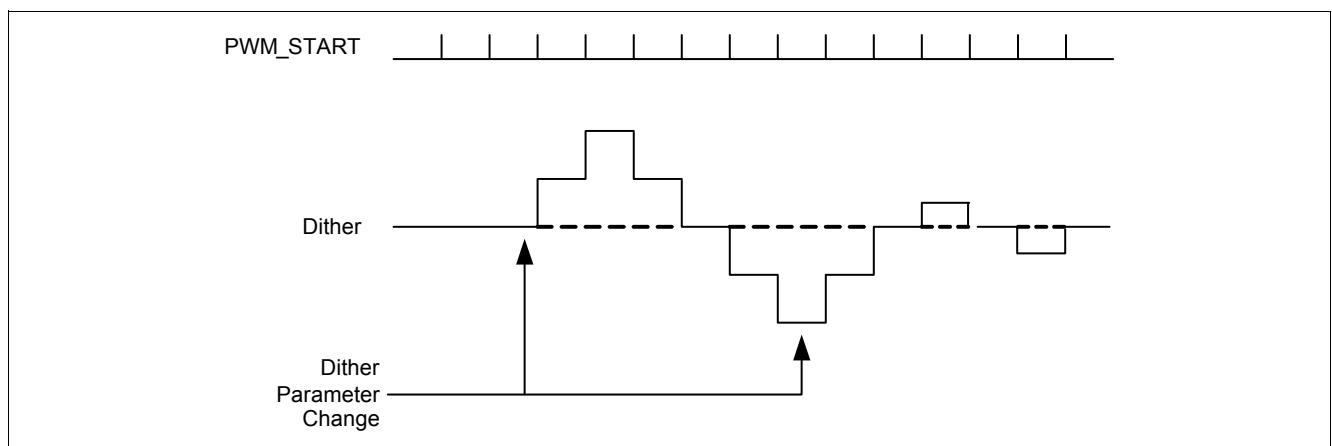 PWM_START
Dither
Dither
Parameter
Change